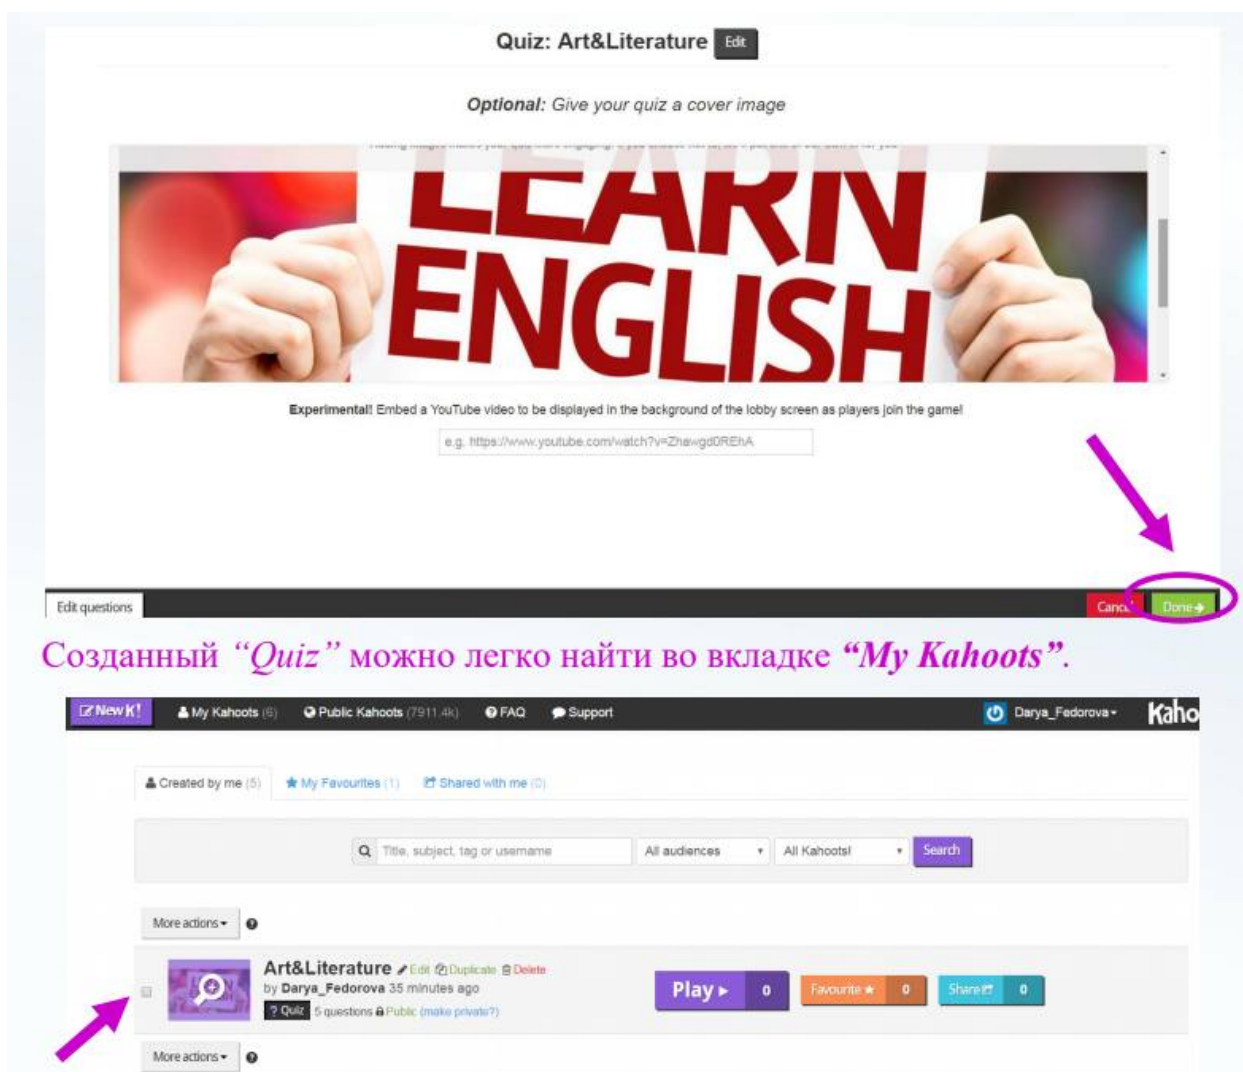 Quiz: Art&Literature Edit
Optional: Give your quiz a cover image
LEARN
ENGLISH
Experimental! Embed a YouTube video to be displayed in the background of the lobby screen as players join the game!
e.g. https://www.youtube.com/watch?v=Zhawgd0REhA
Edit questions Cancel Done
Созданный “Quiz” можно легко найти во вкладке “My Kahoots”.
New K! My Kahoots (6) Public Kahoots (7911.4k) FAQ Support Darya_Fedorova Kaho
Created by me (5) My Favourites (1) Shared with me (0)
Title, subject, tag or username All audiences All Kahoots! Search
More actions
Art&Literature Edit Duplicate Delete
by Darya_Fedorova 35 minutes ago
Play 0 Favourite 0 Share 0
? Quiz 5 questions Public (make private?)
More actions